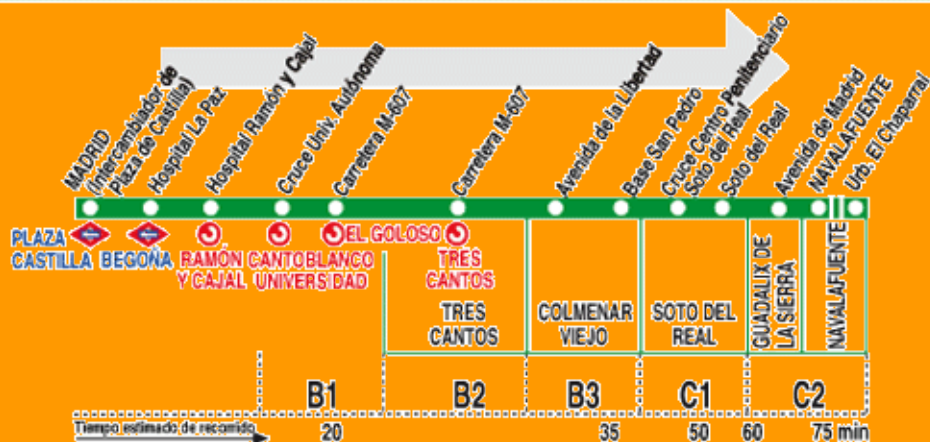 MADRID
(Intercambiador de
Plaza de Castilla)
Hospital La Paz
Hospital Ramón y Cajal
Cruce Univ. Autónoma
Carretera M-607
Carretera M-607
Avenida de la Libertad
Base San Pedro
Cruce Centro Penitenciario
Soto del Real
Soto del Real
Avenida de Madrid
NAVALAFUENTE
Urb. El Chaparral
PLAZA
CASTILLA
BEGOÑA
RAMÓN
Y CAJAL
CANTOBLANCO
UNIVERSIDAD
EL GOLOSO
TRES
CANTOS
TRES
CANTOS
COLMENAR
VIEJO
SOTO DEL
REAL
GUADALIX DE
LA SIERRA
NAVALAFUENTE
B1
B2
B3
C1
C2
Tiempo estimado de recorrido
20
35
50
60
75 min